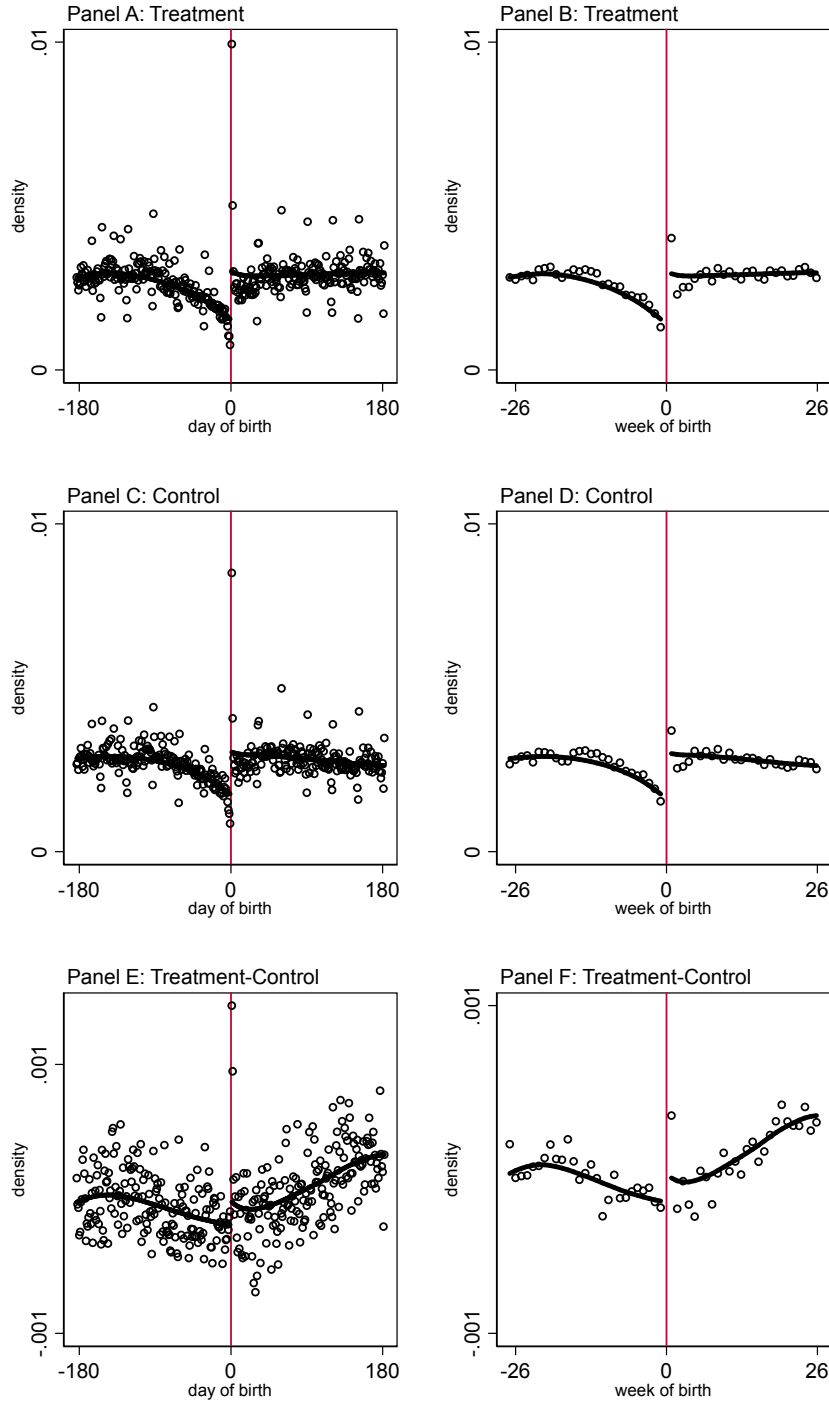 Panel A: Treatment
.01
density
0
-180 0 180
day of birth
Panel B: Treatment
.01
density
0
-26 0 26
week of birth
Panel C: Control
.01
density
0
-180 0 180
day of birth
Panel D: Control
.01
density
0
-26 0 26
week of birth
Panel E: Treatment-Control
.001
density
-.001
-180 0 180
day of birth
Panel F: Treatment-Control
.001
density
-.001
-26 0 26
week of birth